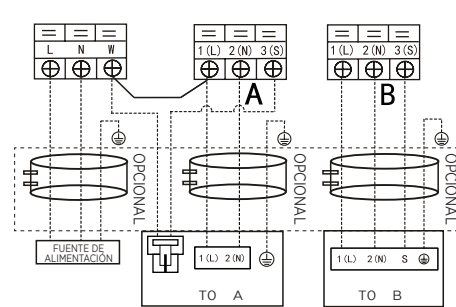 L N W
1(L) 2(N) 3(S)
1(L) 2(N) 3(S)
A
B
OPCIONAL
OPCIONAL
OPCIONAL
FUENTE DE
ALIMENTACIÓN
1(L) 2(N)
1(L) 2(N) S
TO A
TO B